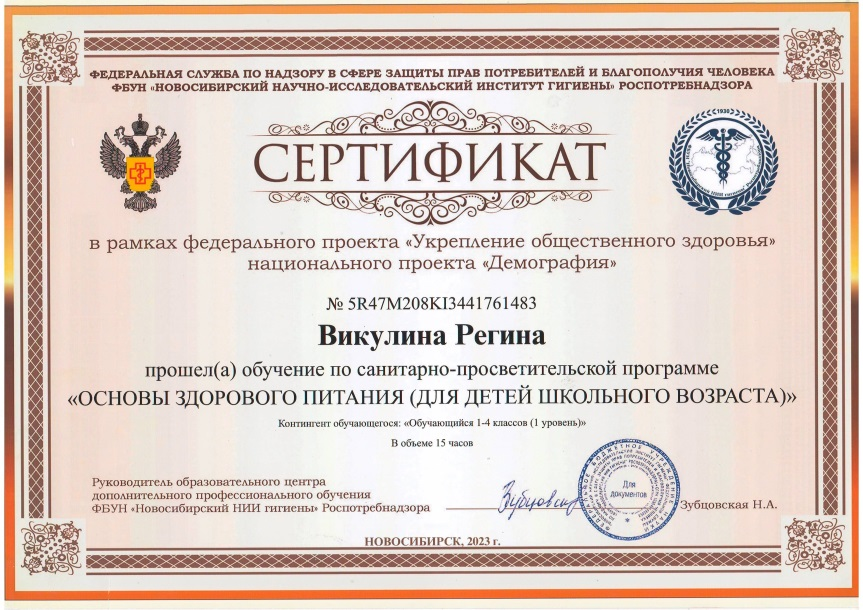 ФЕДЕРАЛЬНАЯ СЛУЖБА ПО НАДЗОРУ В СФЕРЕ ЗАЩИТЫ ПРАВ ПОТРЕБИТЕЛЕЙ И БЛАГОПОЛУЧИЯ ЧЕЛОВЕКА
ФБУН «НОВОСИБИРСКИЙ НАУЧНО-ИССЛЕДОВАТЕЛЬСКИЙ ИНСТИТУТ ГИГИЕНЫ» РОСПОТРЕБНАДЗОРА
1930
СЕРТИФИКАТ
в рамках федерального проекта «Укрепление общественного здоровья»
национального проекта «Демография»
№ 5R47M208KI3441761483
Викулина Регина
прошел(а) обучение по санитарно-просветительской программе
«ОСНОВЫ ЗДОРОВОГО ПИТАНИЯ (ДЛЯ ДЕТЕЙ ШКОЛЬНОГО ВОЗРАСТА)»
Контингент обучающегося: «Обучающийся 1-4 классов (1 уровень)»
В объеме 15 часов
Руководитель образовательного центра
дополнительного профессионального обучения
ФБУН «Новосибирский НИИ гигиены» Роспотребнадзора
Для
документов
Зубцовская Н.А.
НОВОСИБИРСК, 2023 г.